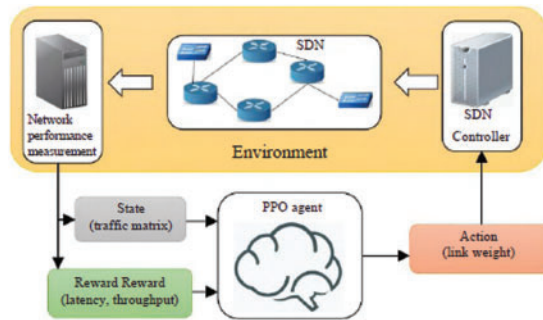 SDN
Network
performance
measurement
SDN
Controller
Environment
State
(traffic matrix)
PPO agent
Action
(link weight)
Reward Reward
(latency, throughput)